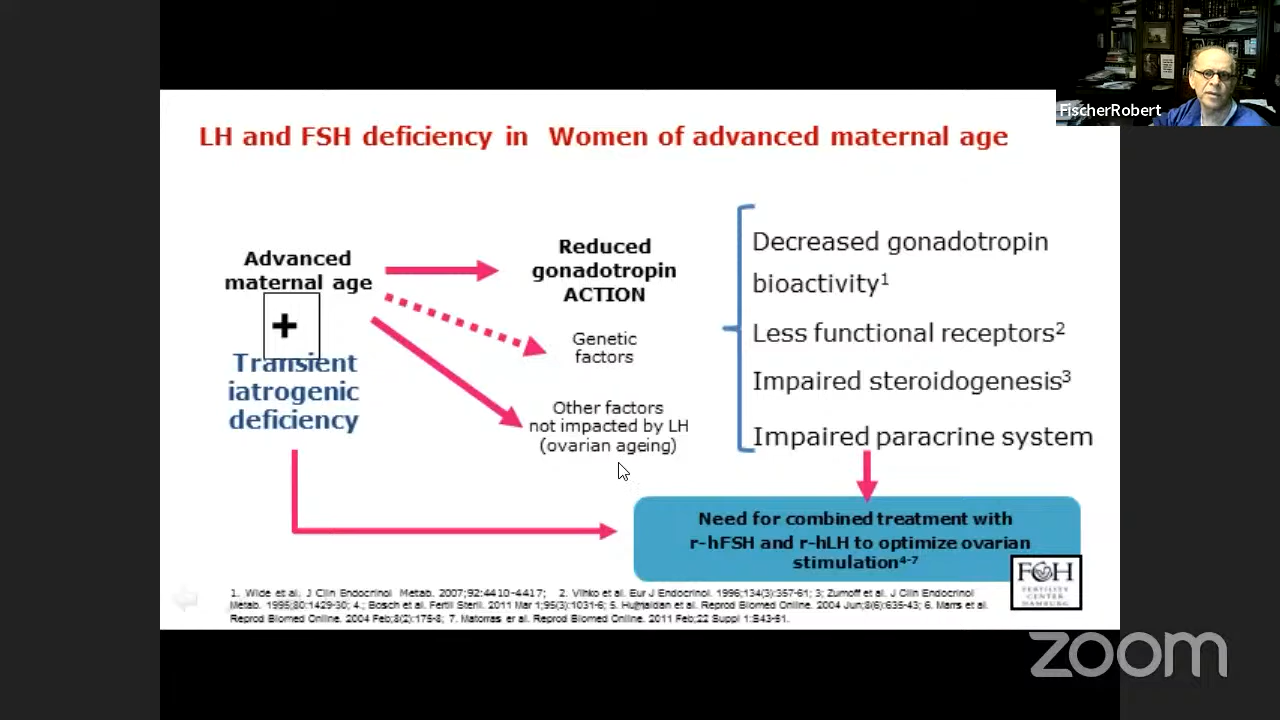 FischerRobert
LH and FSH deficiency in Women of advanced maternal age
Advanced
maternal age
+
Transient
iatrogenic
deficiency
Reduced
gonadotropin
ACTION
Genetic
factors
Other factors
not impacted by LH
(ovarian ageing)
Decreased gonadotropin
bioactivity¹
Less functional receptors²
Impaired steroidogenesis³
Impaired paracrine system
Need for combined treatment with
r-hFSH and r-hLH to optimize ovarian
stimulation⁴⁻⁷
FCH
FERTILITY
CENTER
HAMBURG
1. Wide et al, J Clin Endocrinol Metab. 2007;92:4410-4417; 2. Vihko et al. Eur J Endocrinol. 1996;134(3):357-61; 3; Zumoff et al. J Clin Endocrinol
Metab. 1995;80:1429-30; 4.; Bosch et al. Fertil Steril. 2011 Mar 1;95(3):1031-6; 5. Humaidan et al. Reprod Biomed Online. 2004 Jun;8(6):635-43; 6. Marrs et al.
Reprod Biomed Online. 2004 Feb;8(2):175-8; 7. Matorras er al. Reprod Biomed Online. 2011 Feb;22 Suppl 1:S43-51.
zoom